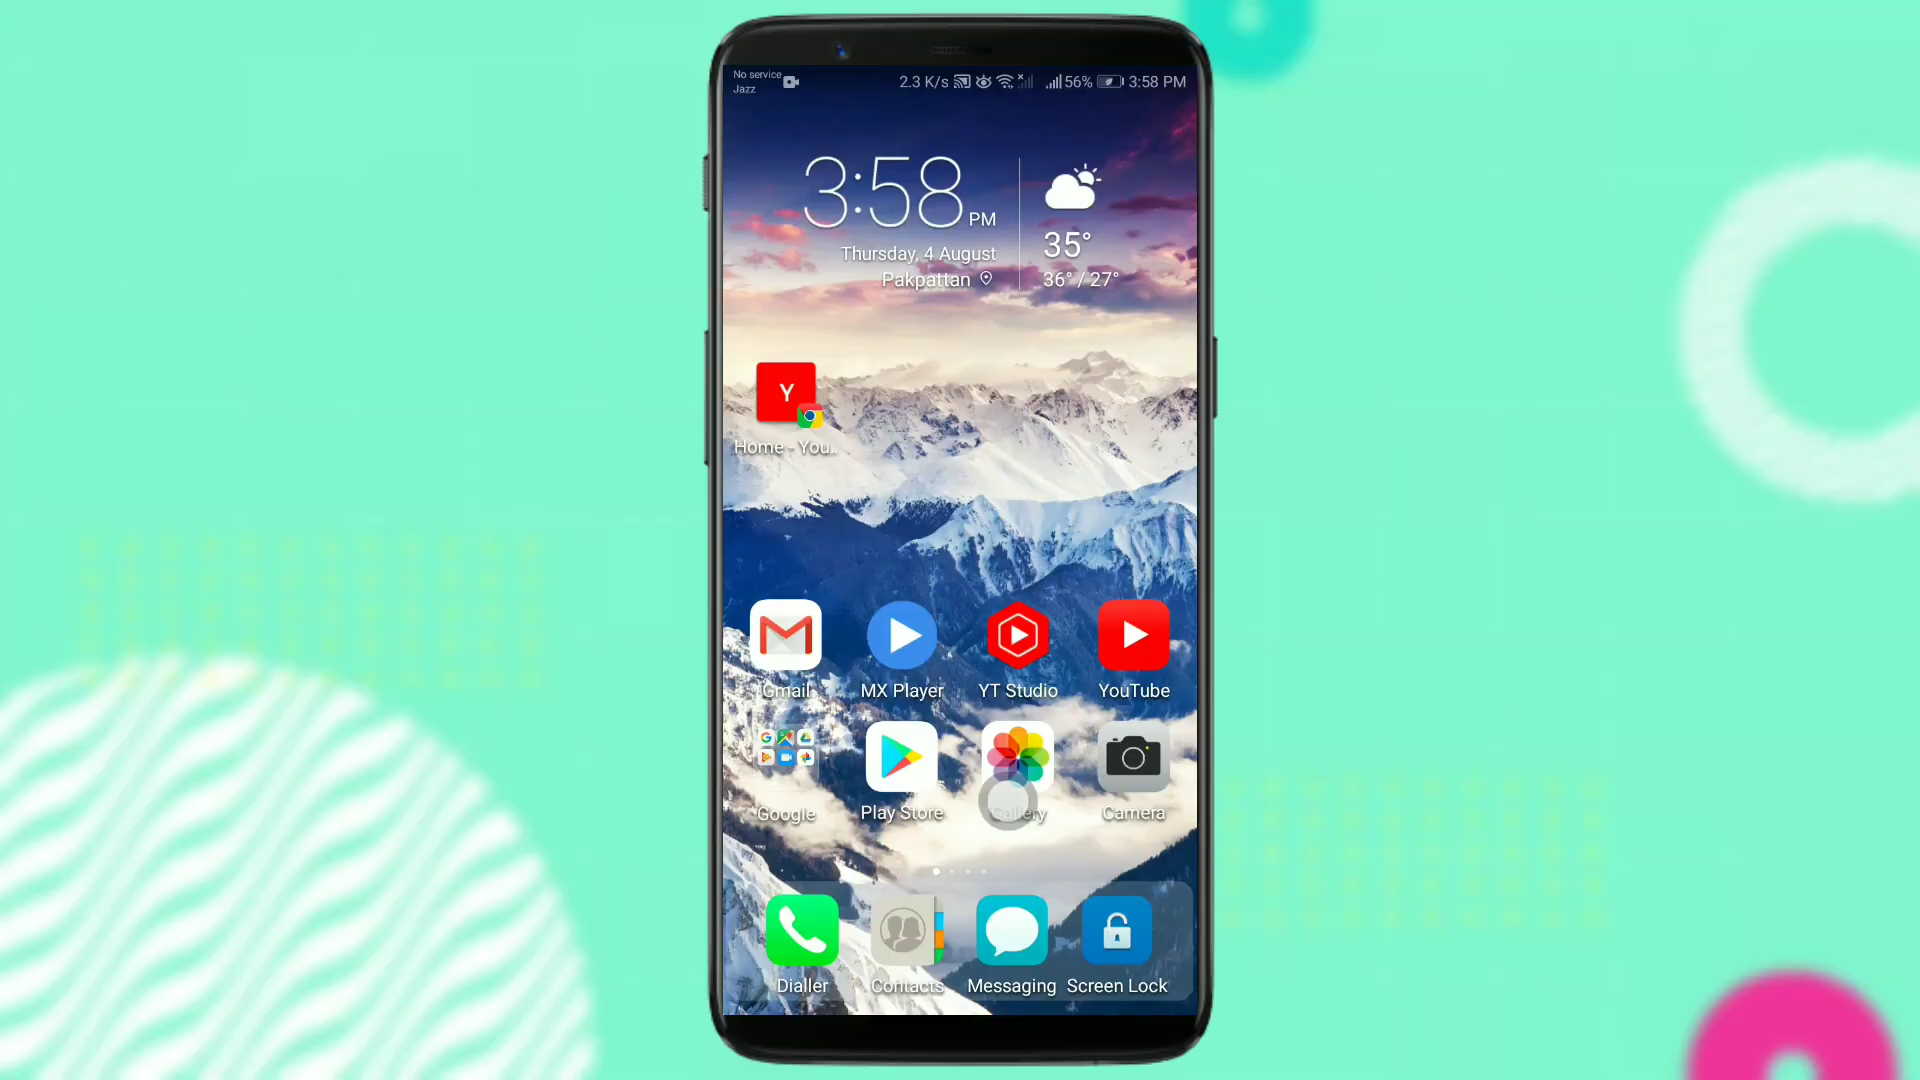 No service
Jazz
2.3 K/s 56% 3:58 PM
3:58 PM
Thursday, 4 August
Pakpattan
35°
36° / 27°
Y
Home - You..
Gmail MX Player YT Studio YouTube
Google Play Store Gallery Camera
Dialler Contacts Messaging Screen Lock